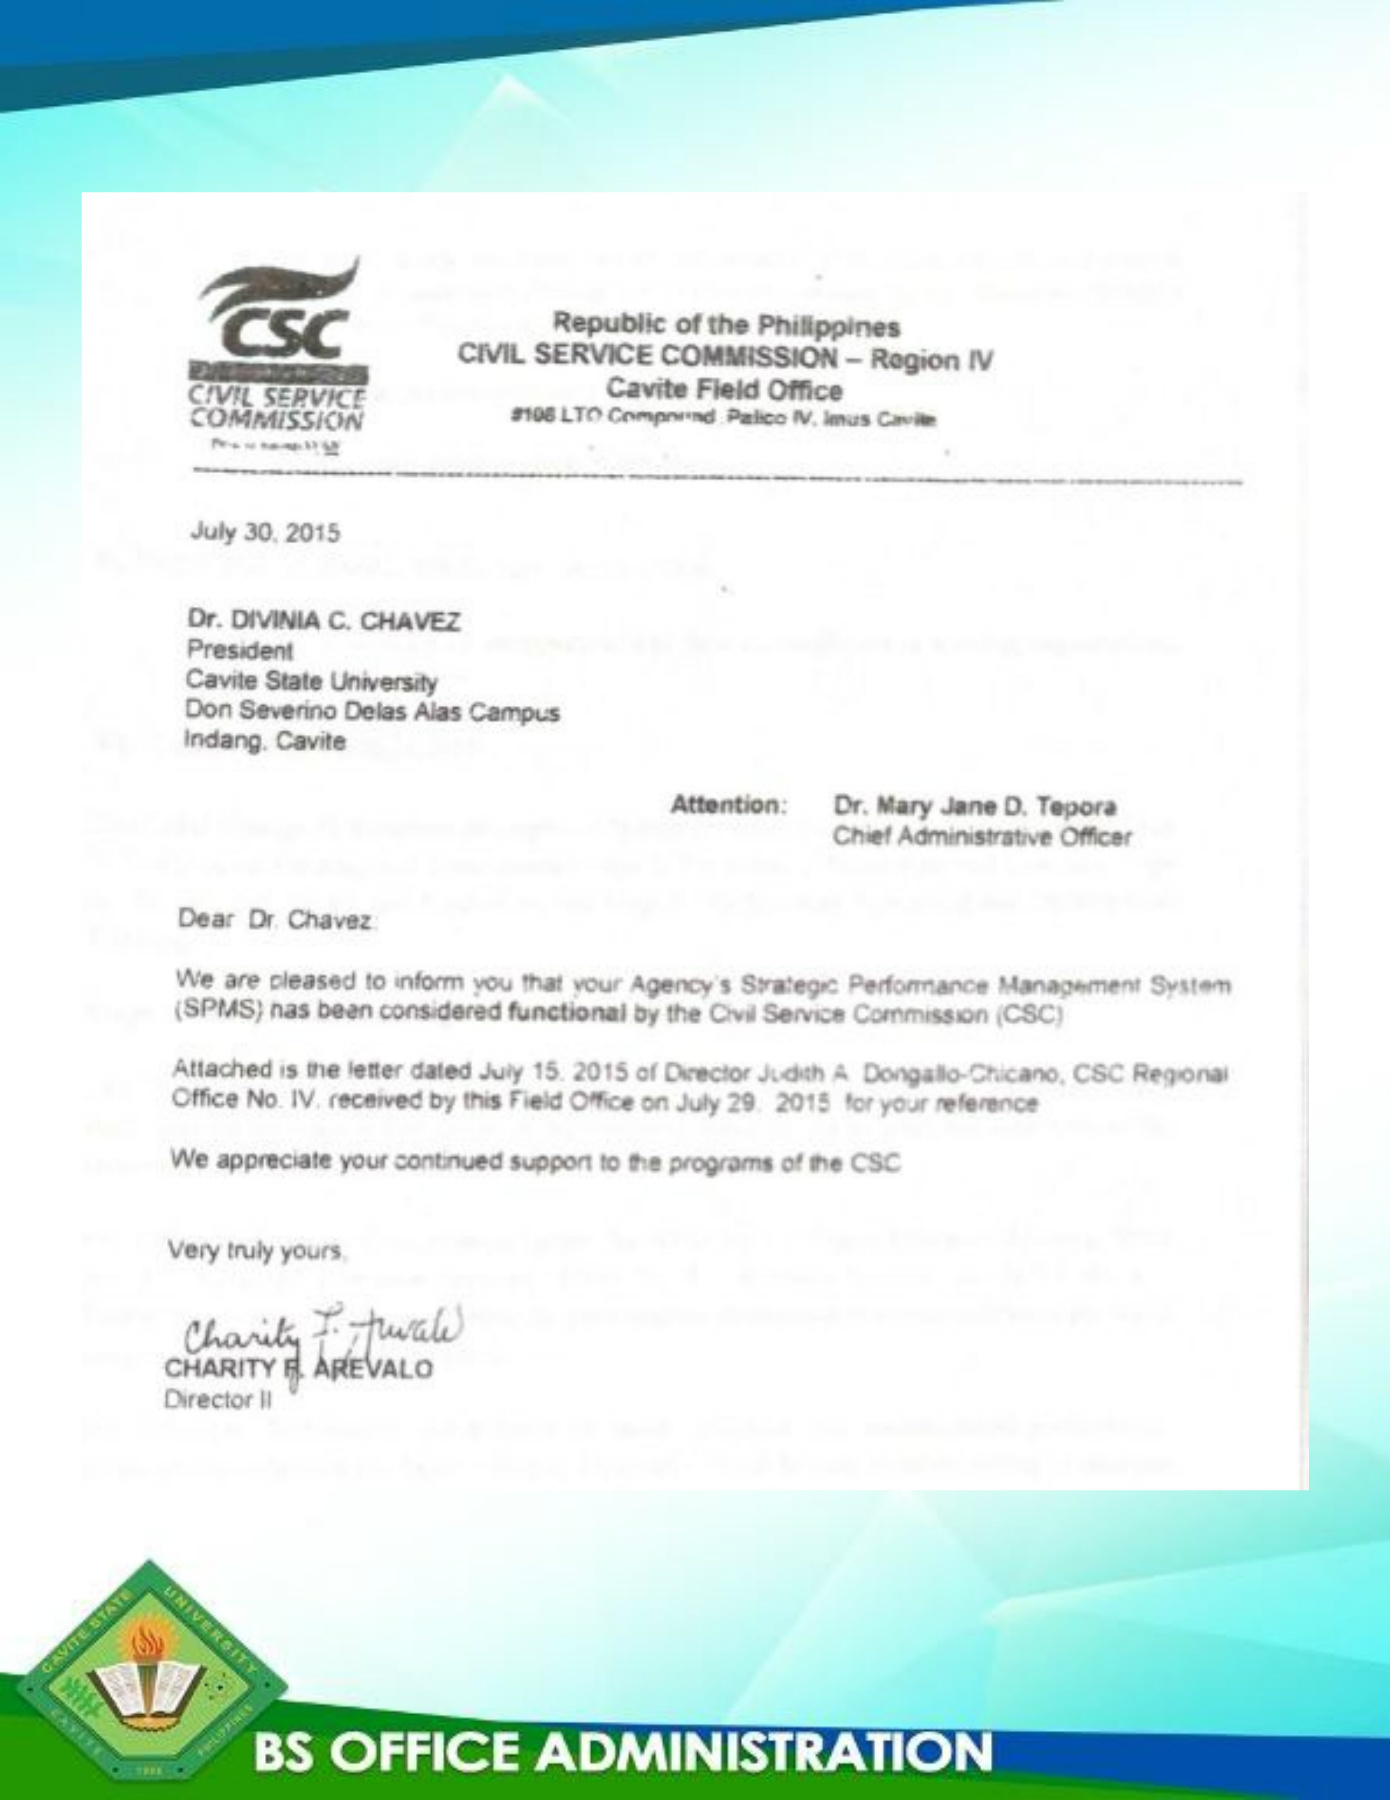 CSC
CIVIL SERVICE
COMMISSION
Republic of the Philippines
CIVIL SERVICE COMMISSION – Region IV
Cavite Field Office
#108 LTO Compound, Palico IV, Imus Cavite
July 30, 2015
Dr. DIVINIA C. CHAVEZ
President
Cavite State University
Don Severino Delas Alas Campus
Indang, Cavite
Attention: Dr. Mary Jane D. Tepora
Chief Administrative Officer
Dear Dr. Chavez:
We are pleased to inform you that your Agency's Strategic Performance Management System
(SPMS) has been considered functional by the Civil Service Commission (CSC)
Attached is the letter dated July 15, 2015 of Director Judith A Dongallo-Chicano, CSC Regional
Office No. IV, received by this Field Office on July 29, 2015 for your reference
We appreciate your continued support to the programs of the CSC
Very truly yours,
Charity F. Arevalo
CHARITY F. AREVALO
Director II
CAVITE STATE UNIVERSITY
CAVITE PHILIPPINES
BS OFFICE ADMINISTRATION